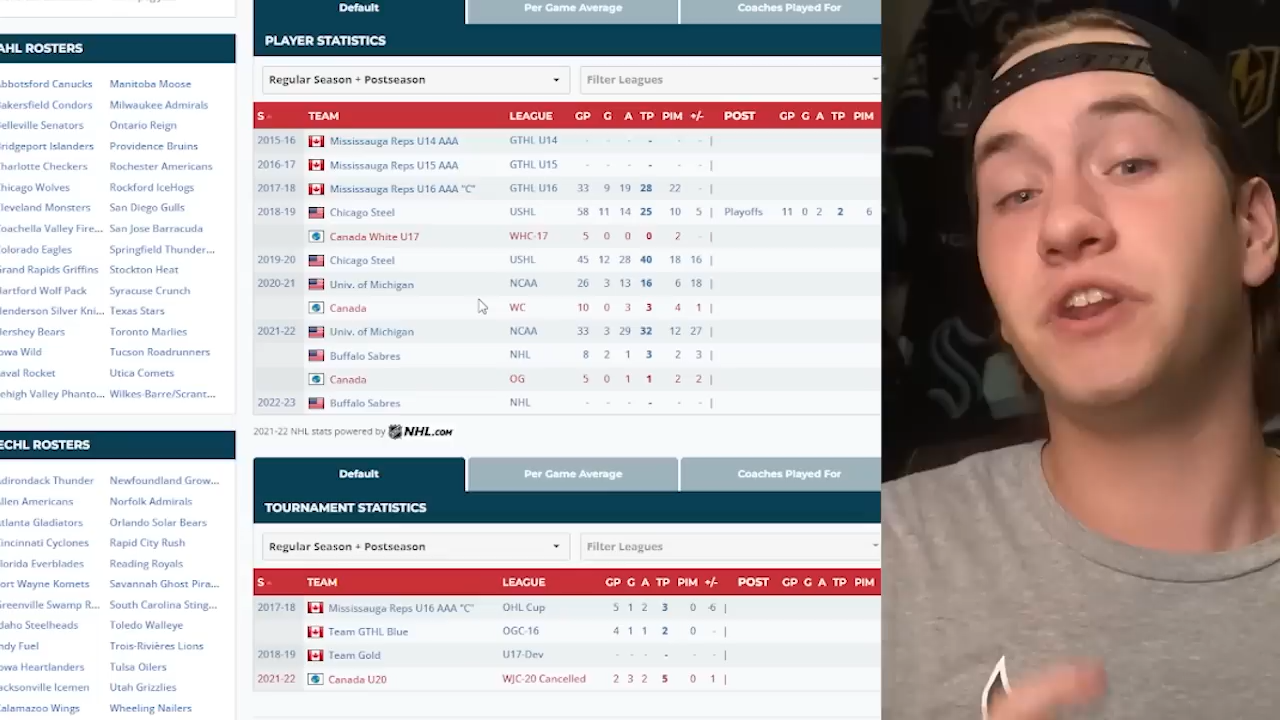 AHL ROSTERS
Abbotsford Canucks Manitoba Moose
Bakersfield Condors Milwaukee Admirals
Belleville Senators Ontario Reign
Bridgeport Islanders Providence Bruins
Charlotte Checkers Rochester Americans
Chicago Wolves Rockford IceHogs
Cleveland Monsters San Diego Gulls
Coachella Valley Fire... San Jose Barracuda
Colorado Eagles Springfield Thunder...
Grand Rapids Griffins Stockton Heat
Hartford Wolf Pack Syracuse Crunch
Henderson Silver Kni... Texas Stars
Hershey Bears Toronto Marlies
Iowa Wild Tucson Roadrunners
Laval Rocket Utica Comets
Lehigh Valley Phanto... Wilkes-Barre/Scrant...
ECHL ROSTERS
Adirondack Thunder Newfoundland Grow...
Allen Americans Norfolk Admirals
Atlanta Gladiators Orlando Solar Bears
Cincinnati Cyclones Rapid City Rush
Florida Everblades Reading Royals
Fort Wayne Komets Savannah Ghost Pira...
Greenville Swamp R... South Carolina Sting...
Idaho Steelheads Toledo Walleye
Indy Fuel Trois-Rivières Lions
Iowa Heartlanders Tulsa Oilers
Jacksonville Icemen Utah Grizzlies
Kalamazoo Wings Wheeling Nailers
Default Per Game Average Coaches Played For
PLAYER STATISTICS
Regular Season + Postseason Filter Leagues
S TEAM LEAGUE GP G A TP PIM +/- POST GP G A TP PIM
2015-16 Mississauga Reps U14 AAA GTHL U14 - - - - - - |
2016-17 Mississauga Reps U15 AAA GTHL U15 - - - - - - |
2017-18 Mississauga Reps U16 AAA "C" GTHL U16 33 9 19 28 22 - |
2018-19 Chicago Steel USHL 58 11 14 25 10 5 | Playoffs 11 0 2 2 6
Canada White U17 WHC-17 5 0 0 0 2 - |
2019-20 Chicago Steel USHL 45 12 28 40 18 16 |
2020-21 Univ. of Michigan NCAA 26 3 13 16 6 18 |
Canada WC 10 0 3 3 4 1 |
2021-22 Univ. of Michigan NCAA 33 3 29 32 12 27 |
Buffalo Sabres NHL 8 2 1 3 2 3 |
Canada OG 5 0 1 1 2 2 |
2022-23 Buffalo Sabres NHL - - - - - - |
2021-22 NHL stats powered by NHL.COM
Default Per Game Average Coaches Played For
TOURNAMENT STATISTICS
Regular Season + Postseason Filter Leagues
S TEAM LEAGUE GP G A TP PIM +/- POST GP G A TP PIM
2017-18 Mississauga Reps U16 AAA "C" OHL Cup 5 1 2 3 0 -6 |
Team GTHL Blue OGC-16 4 1 1 2 0 - |
2018-19 Team Gold U17-Dev - - - - - - |
2021-22 Canada U20 WJC-20 Cancelled 2 3 2 5 0 1 |